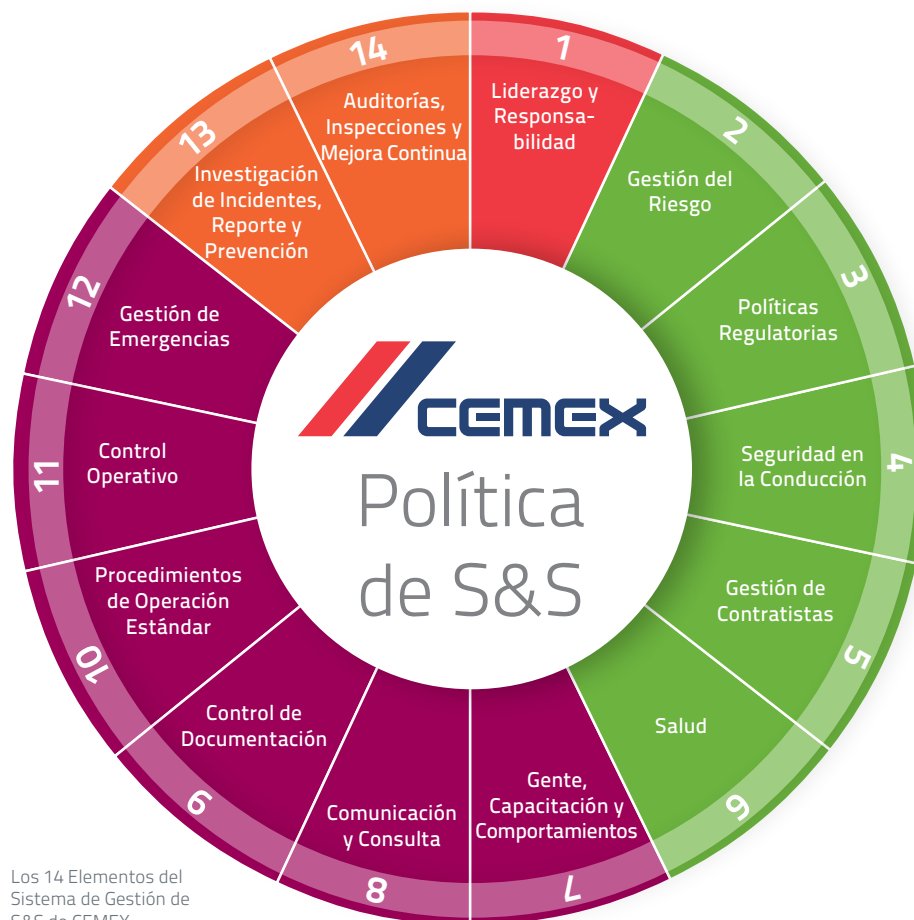 1
Liderazgo y
Responsa-
bilidad
2
Gestión del
Riesgo
3
Políticas
Regulatorias
4
Seguridad en
la Conducción
5
Gestión de
Contratistas
6
Salud
7
Gente,
Capacitación y
Comportamientos
8
Comunicación
y Consulta
9
Control de
Documentación
10
Procedimientos
de Operación
Estándar
11
Control
Operativo
12
Gestión de
Emergencias
13
Investigación
de Incidentes,
Reporte y
Prevención
14
Auditorías,
Inspecciones y
Mejora Continua
CEMEX
Política
de S&S
Los 14 Elementos del
Sistema de Gestión de
S&S de CEMEX